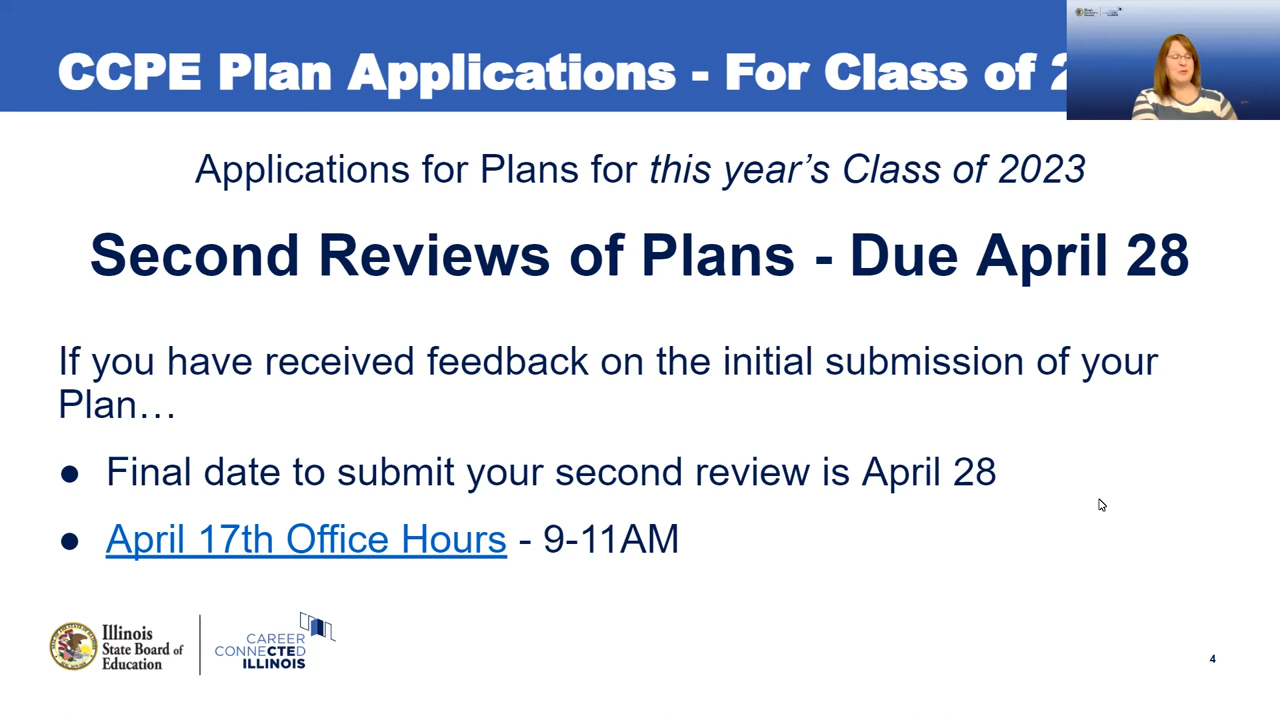 CCPE Plan Applications - For Class of 2
Applications for Plans for this year’s Class of 2023
Second Reviews of Plans - Due April 28
If you have received feedback on the initial submission of your
Plan…
● Final date to submit your second review is April 28
● April 17th Office Hours - 9-11AM
Illinois
State Board of
Education
CAREER
CONNECTED
ILLINOIS
4